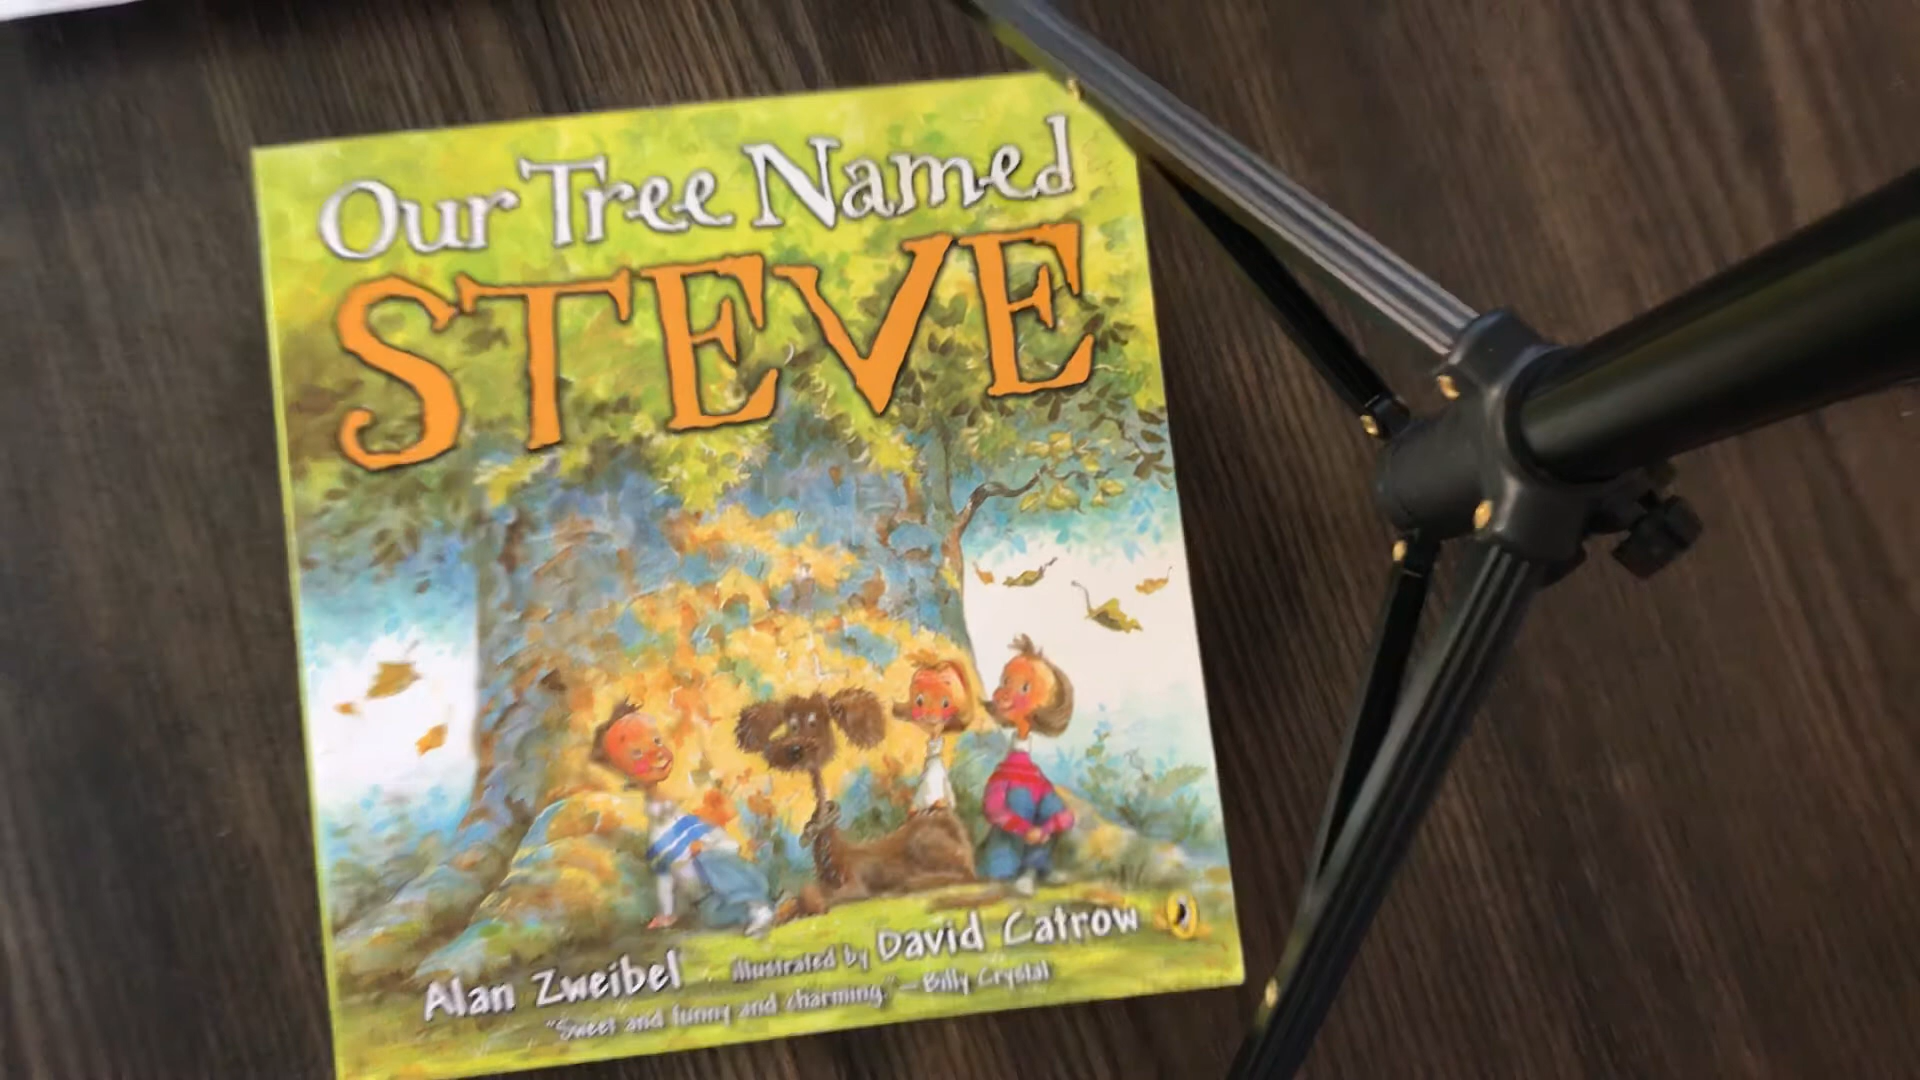 Our Tree Named
STEVE
Alan Zweibel illustrated by David Catrow
"Sweet and funny and charming." — Billy Crystal